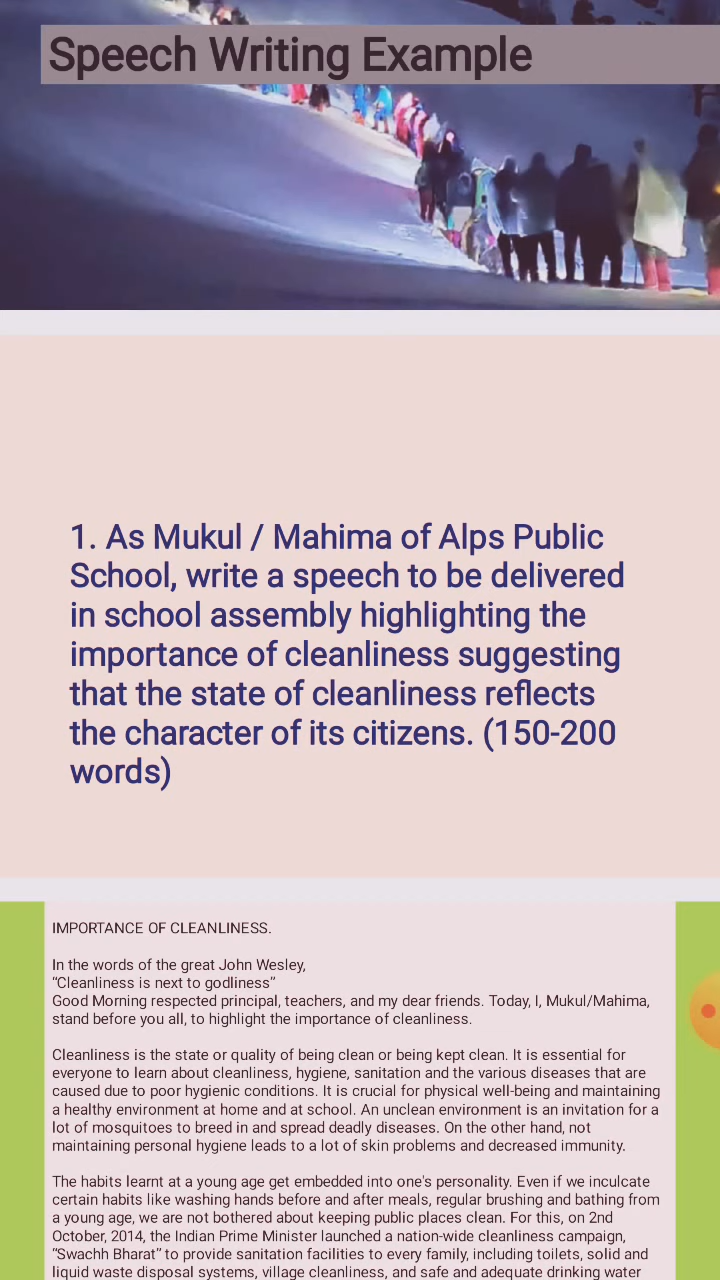 Speech Writing Example
1. As Mukul / Mahima of Alps Public
School, write a speech to be delivered
in school assembly highlighting the
importance of cleanliness suggesting
that the state of cleanliness reflects
the character of its citizens. (150-200
words)
IMPORTANCE OF CLEANLINESS.
In the words of the great John Wesley,
“Cleanliness is next to godliness”
Good Morning respected principal, teachers, and my dear friends. Today, I, Mukul/Mahima,
stand before you all, to highlight the importance of cleanliness.
Cleanliness is the state or quality of being clean or being kept clean. It is essential for
everyone to learn about cleanliness, hygiene, sanitation and the various diseases that are
caused due to poor hygienic conditions. It is crucial for physical well-being and maintaining
a healthy environment at home and at school. An unclean environment is an invitation for a
lot of mosquitoes to breed in and spread deadly diseases. On the other hand, not
maintaining personal hygiene leads to a lot of skin problems and decreased immunity.
The habits learnt at a young age get embedded into one's personality. Even if we inculcate
certain habits like washing hands before and after meals, regular brushing and bathing from
a young age, we are not bothered about keeping public places clean. For this, on 2nd
October, 2014, the Indian Prime Minister launched a nation-wide cleanliness campaign,
“Swachh Bharat” to provide sanitation facilities to every family, including toilets, solid and
liquid waste disposal systems, village cleanliness, and safe and adequate drinking water